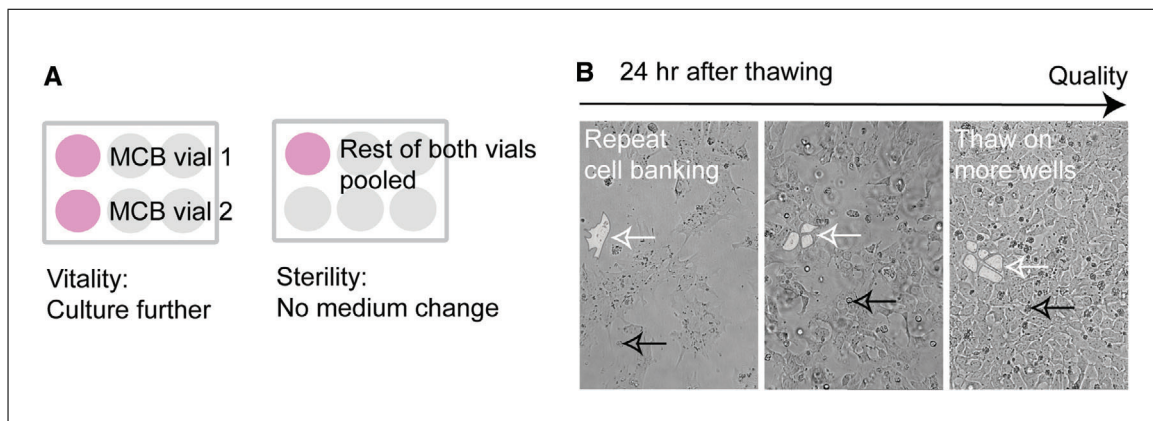 A
MCB vial 1
MCB vial 2
Vitality:
Culture further
Rest of both vials
pooled
Sterility:
No medium change
B 24 hr after thawing
Quality
Repeat
cell banking
Thaw on
more wells